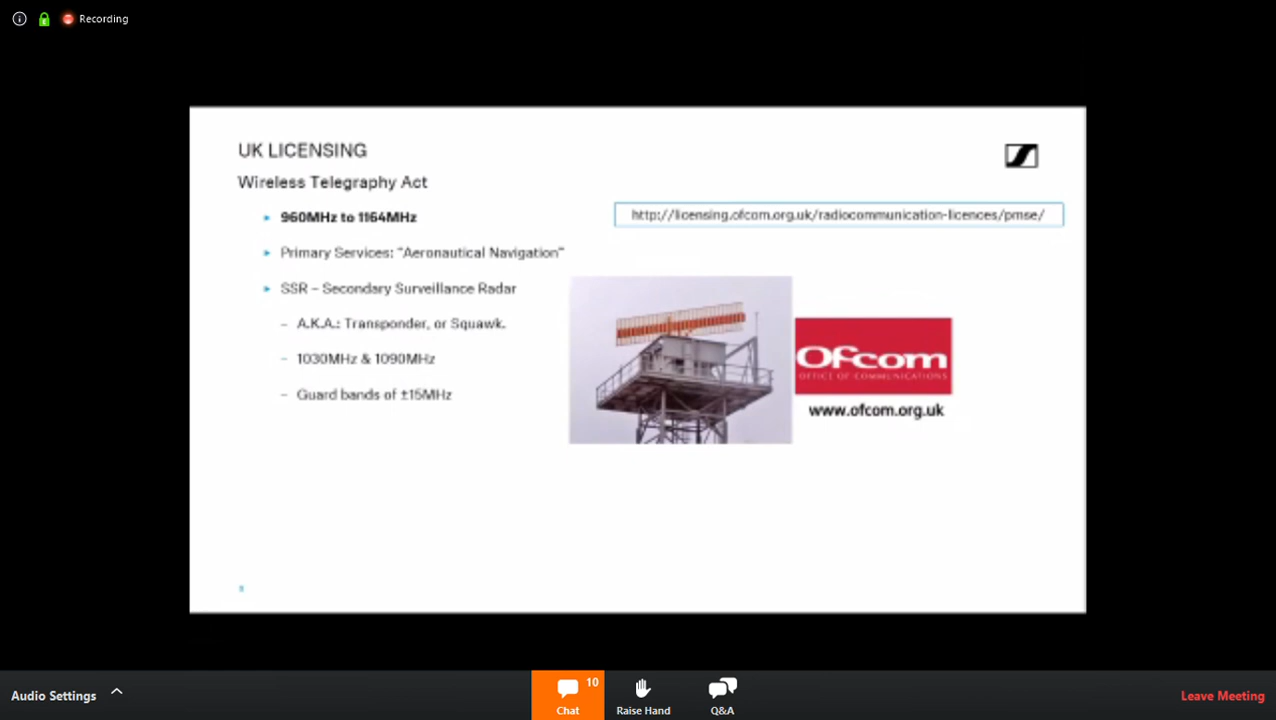 Recording
UK LICENSING
Wireless Telegraphy Act
960MHz to 1164MHz
http://licensing.ofcom.org.uk/radiocommunication-licences/pmse/
Primary Services: "Aeronautical Navigation"
SSR – Secondary Surveillance Radar
– A.K.A.: Transponder, or Squawk.
– 1030MHz & 1090MHz
– Guard bands of ±15MHz
Ofcom
OFFICE OF COMMUNICATIONS
www.ofcom.org.uk
Audio Settings
Chat
10
Raise Hand
Q&A
Leave Meeting